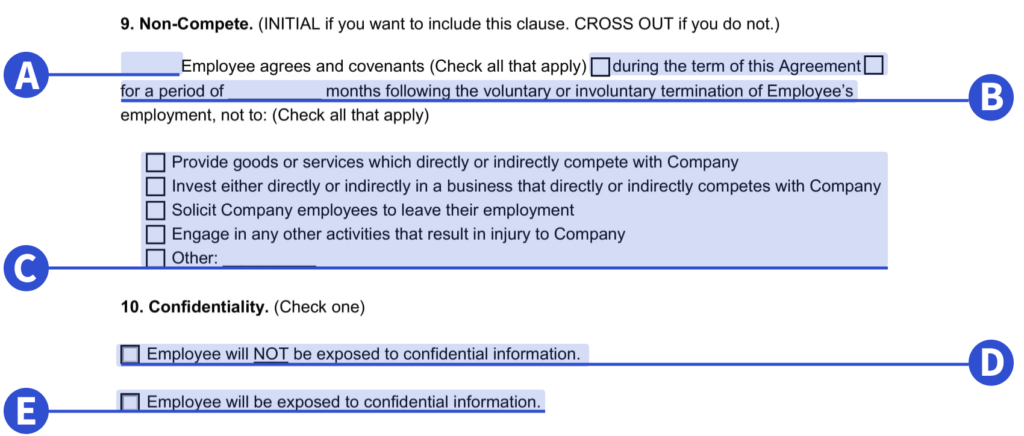 9. Non-Compete. (INITIAL if you want to include this clause. CROSS OUT if you do not.)
A
______Employee agrees and covenants (Check all that apply) ☐during the term of this Agreement☐
for a period of __________ months following the voluntary or involuntary termination of Employee’s
B
employment, not to: (Check all that apply)
☐ Provide goods or services which directly or indirectly compete with Company
☐ Invest either directly or indirectly in a business that directly or indirectly competes with Company
☐ Solicit Company employees to leave their employment
☐ Engage in any other activities that result in injury to Company
☐ Other: __________
C
10. Confidentiality. (Check one)
☐ Employee will NOT be exposed to confidential information.
D
☐ Employee will be exposed to confidential information.
E